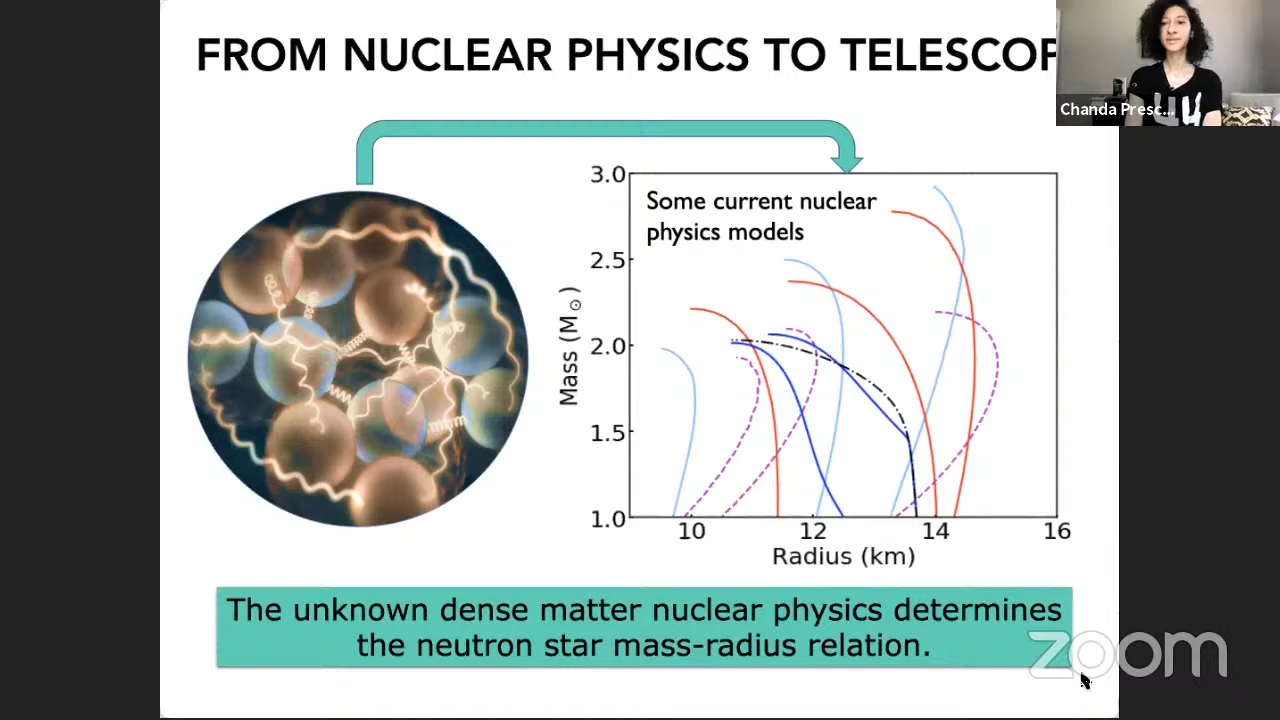 FROM NUCLEAR PHYSICS TO TELESCOP
Chanda Presc...
3.0
Some current nuclear
physics models
2.5
2.0
1.5
1.0
Mass (M☉)
10
12
14
16
Radius (km)
The unknown dense matter nuclear physics determines
the neutron star mass-radius relation.
zoom